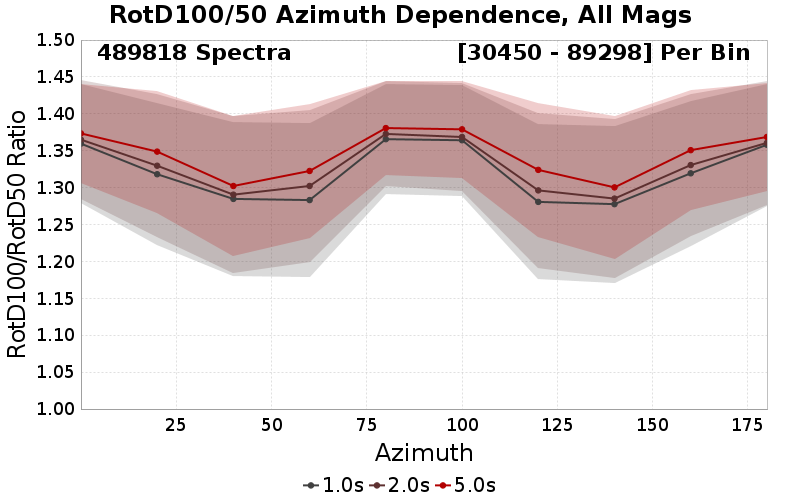 RotD100/50 Azimuth Dependence, All Mags
489818 Spectra
[30450 - 89298] Per Bin
RotD100/RotD50 Ratio
1.50
1.45
1.40
1.35
1.30
1.25
1.20
1.15
1.10
1.05
1.00
25 50 75 100 125 150 175
Azimuth
1.0s 2.0s 5.0s